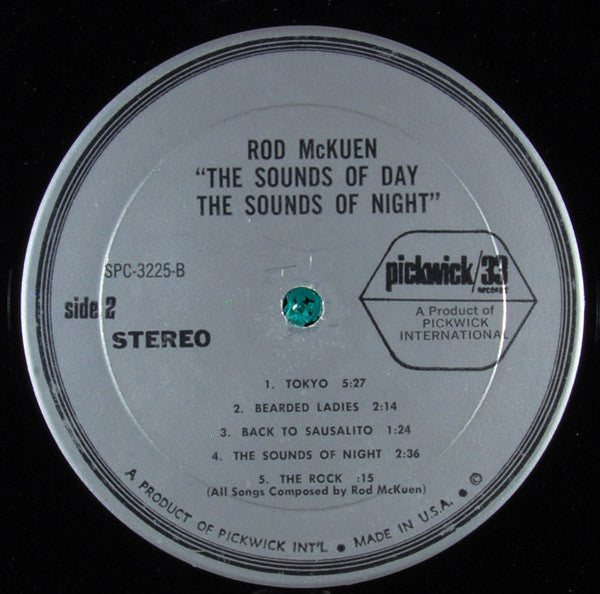 ROD McKUEN
"THE SOUNDS OF DAY
THE SOUNDS OF NIGHT"
SPC-3225-B
side 2
STEREO
pickwick/33
RECORDS
A Product of
PICKWICK
INTERNATIONAL
1. TOKYO 5:27
2. BEARDED LADIES 2:14
3. BACK TO SAUSALITO 1:24
4. THE SOUNDS OF NIGHT 2:36
5. THE ROCK :15
(All Songs Composed by Rod McKuen)
A PRODUCT OF PICKWICK INT'L • MADE IN U.S.A. • ©